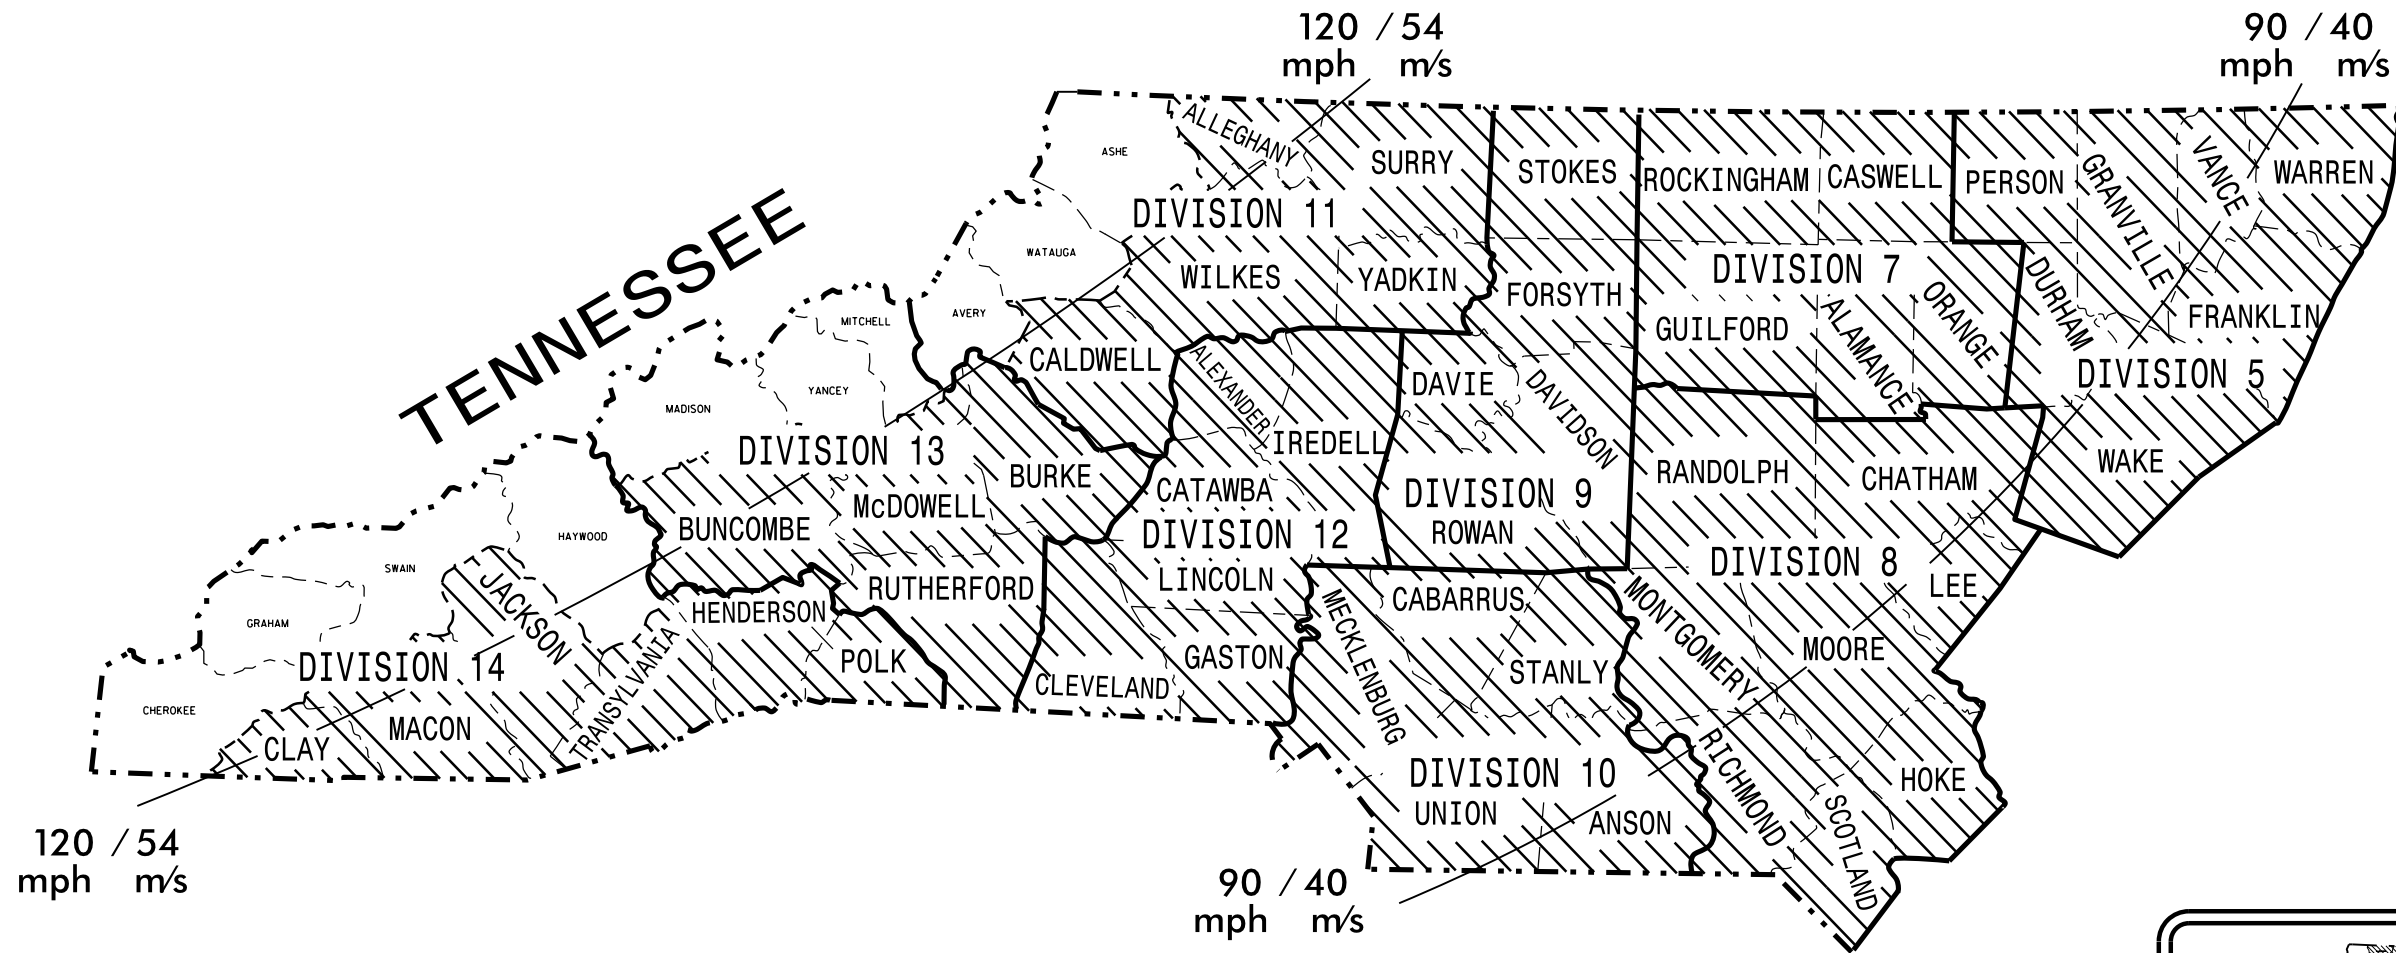 120 / 54
mph m/s
90 / 40
mph m/s
TENNESSEE
ASHE
ALLEGHANY
SURRY
STOKES
ROCKINGHAM
CASWELL
PERSON
GRANVILLE
VANCE
WARREN
DIVISION 11
WATAUGA
WILKES
YADKIN
FORSYTH
DIVISION 7
DURHAM
FRANKLIN
MITCHELL
AVERY
CALDWELL
ALEXANDER
GUILFORD
ALAMANCE
ORANGE
DIVISION 5
YANCEY
MADISON
DAVIE
DAVIDSON
DIVISION 13
BURKE
IREDELL
RANDOLPH
CHATHAM
WAKE
McDOWELL
CATAWBA
DIVISION 9
BUNCOMBE
HAYWOOD
DIVISION 12
ROWAN
DIVISION 8
SWAIN
JACKSON
RUTHERFORD
LINCOLN
CABARRUS
LEE
GRAHAM
HENDERSON
MECKLENBURG
MONTGOMERY
MOORE
DIVISION 14
TRANSYLVANIA
POLK
GASTON
STANLY
CHEROKEE
CLEVELAND
CLAY
MACON
DIVISION 10
RICHMOND
HOKE
UNION
ANSON
SCOTLAND
120 / 54
mph m/s
90 / 40
mph m/s